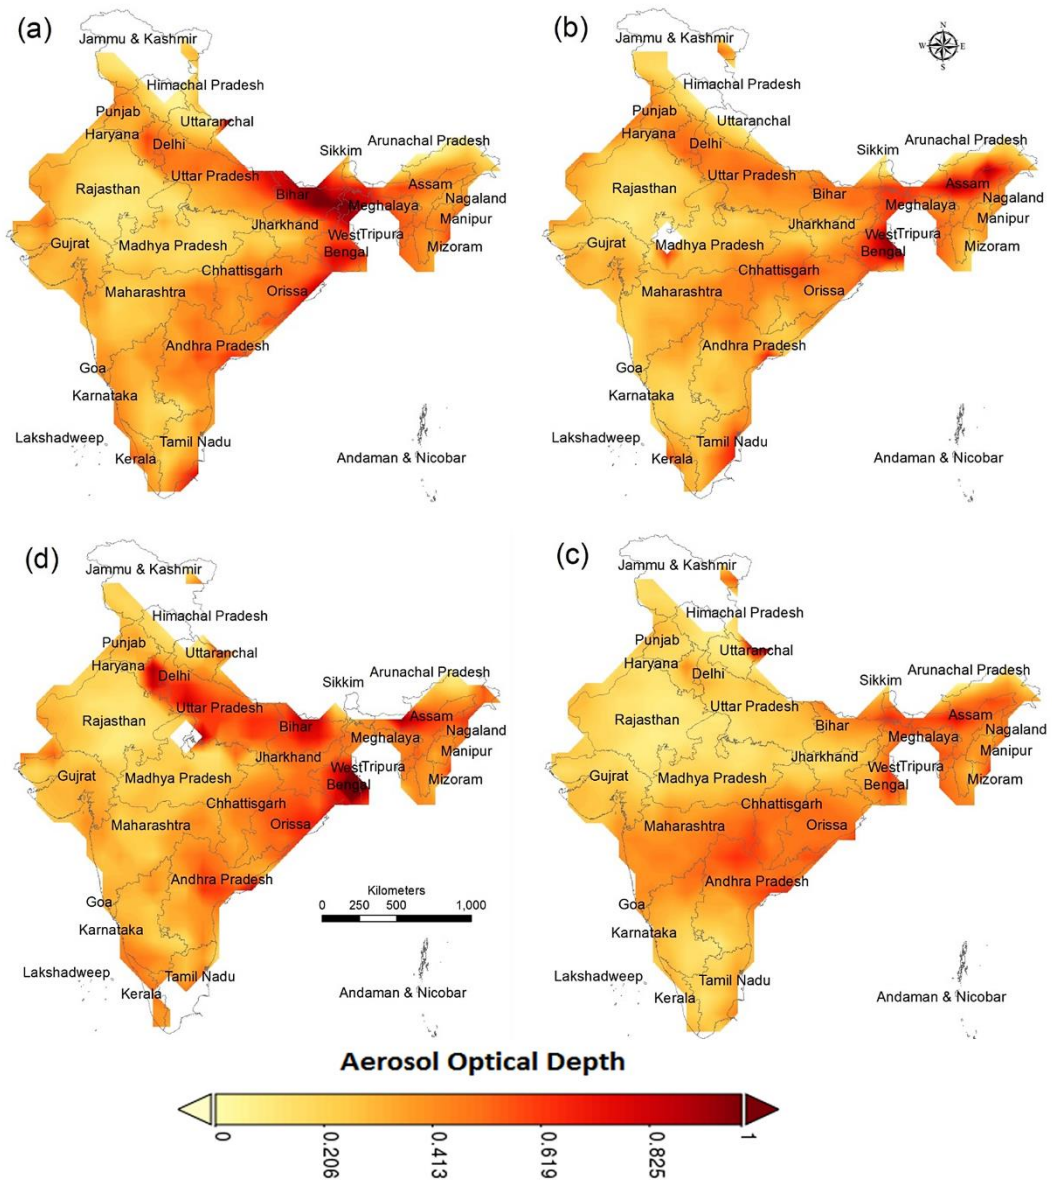 (a)
Jammu & Kashmir
Himachal Pradesh
Punjab
Uttaranchal
Haryana
Delhi
Arunachal Pradesh
Sikkim
Uttar Pradesh
Rajasthan
Bihar
Assam
Meghalaya
Nagaland
Manipur
Jharkhand
WestTripura
Gujrat
Madhya Pradesh
Bengal
Mizoram
Chhattisgarh
Maharashtra
Orissa
Andhra Pradesh
Goa
Karnataka
Lakshadweep
Tamil Nadu
Kerala
Andaman & Nicobar
(b)
N
W
E
S
Jammu & Kashmir
Himachal Pradesh
Punjab
Uttaranchal
Haryana
Delhi
Arunachal Pradesh
Sikkim
Uttar Pradesh
Rajasthan
Bihar
Assam
Meghalaya
Nagaland
Manipur
Jharkhand
WestTripura
Gujrat
Madhya Pradesh
Bengal
Mizoram
Chhattisgarh
Maharashtra
Orissa
Andhra Pradesh
Goa
Karnataka
Lakshadweep
Tamil Nadu
Kerala
Andaman & Nicobar
(d)
Jammu & Kashmir
Himachal Pradesh
Punjab
Uttaranchal
Haryana
Delhi
Arunachal Pradesh
Sikkim
Uttar Pradesh
Rajasthan
Bihar
Assam
Meghalaya
Nagaland
Manipur
Jharkhand
WestTripura
Gujrat
Madhya Pradesh
Bengal
Mizoram
Chhattisgarh
Maharashtra
Orissa
Andhra Pradesh
Kilometers
0 250 500 1,000
Goa
Karnataka
Lakshadweep
Tamil Nadu
Kerala
Andaman & Nicobar
(c)
Jammu & Kashmir
Himachal Pradesh
Punjab
Uttaranchal
Haryana
Delhi
Arunachal Pradesh
Sikkim
Uttar Pradesh
Rajasthan
Bihar
Assam
Meghalaya
Nagaland
Manipur
Jharkhand
WestTripura
Gujrat
Madhya Pradesh
Bengal
Mizoram
Chhattisgarh
Maharashtra
Orissa
Andhra Pradesh
Goa
Karnataka
Lakshadweep
Tamil Nadu
Kerala
Andaman & Nicobar
Aerosol Optical Depth
0
0.206
0.413
0.619
0.825
1